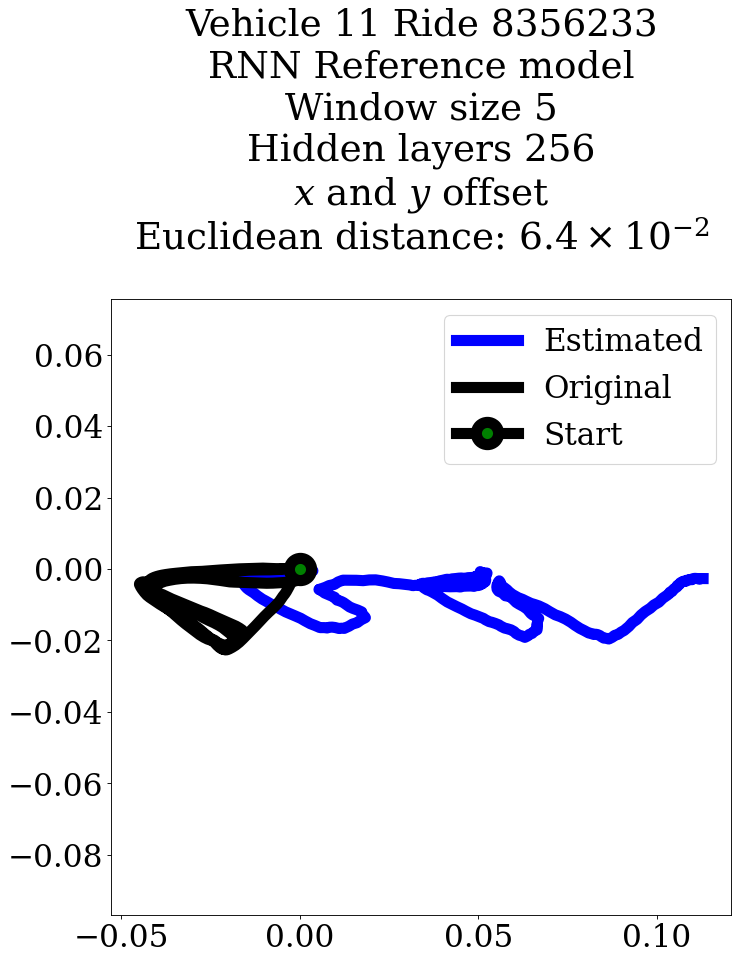 Vehicle 11 Ride 8356233
RNN Reference model
Window size 5
Hidden layers 256
x and y offset
Euclidean distance: 6.4 × 10⁻²
Estimated
Original
Start
0.06
0.04
0.02
0.00
−0.02
−0.04
−0.06
−0.08
−0.05
0.00
0.05
0.10